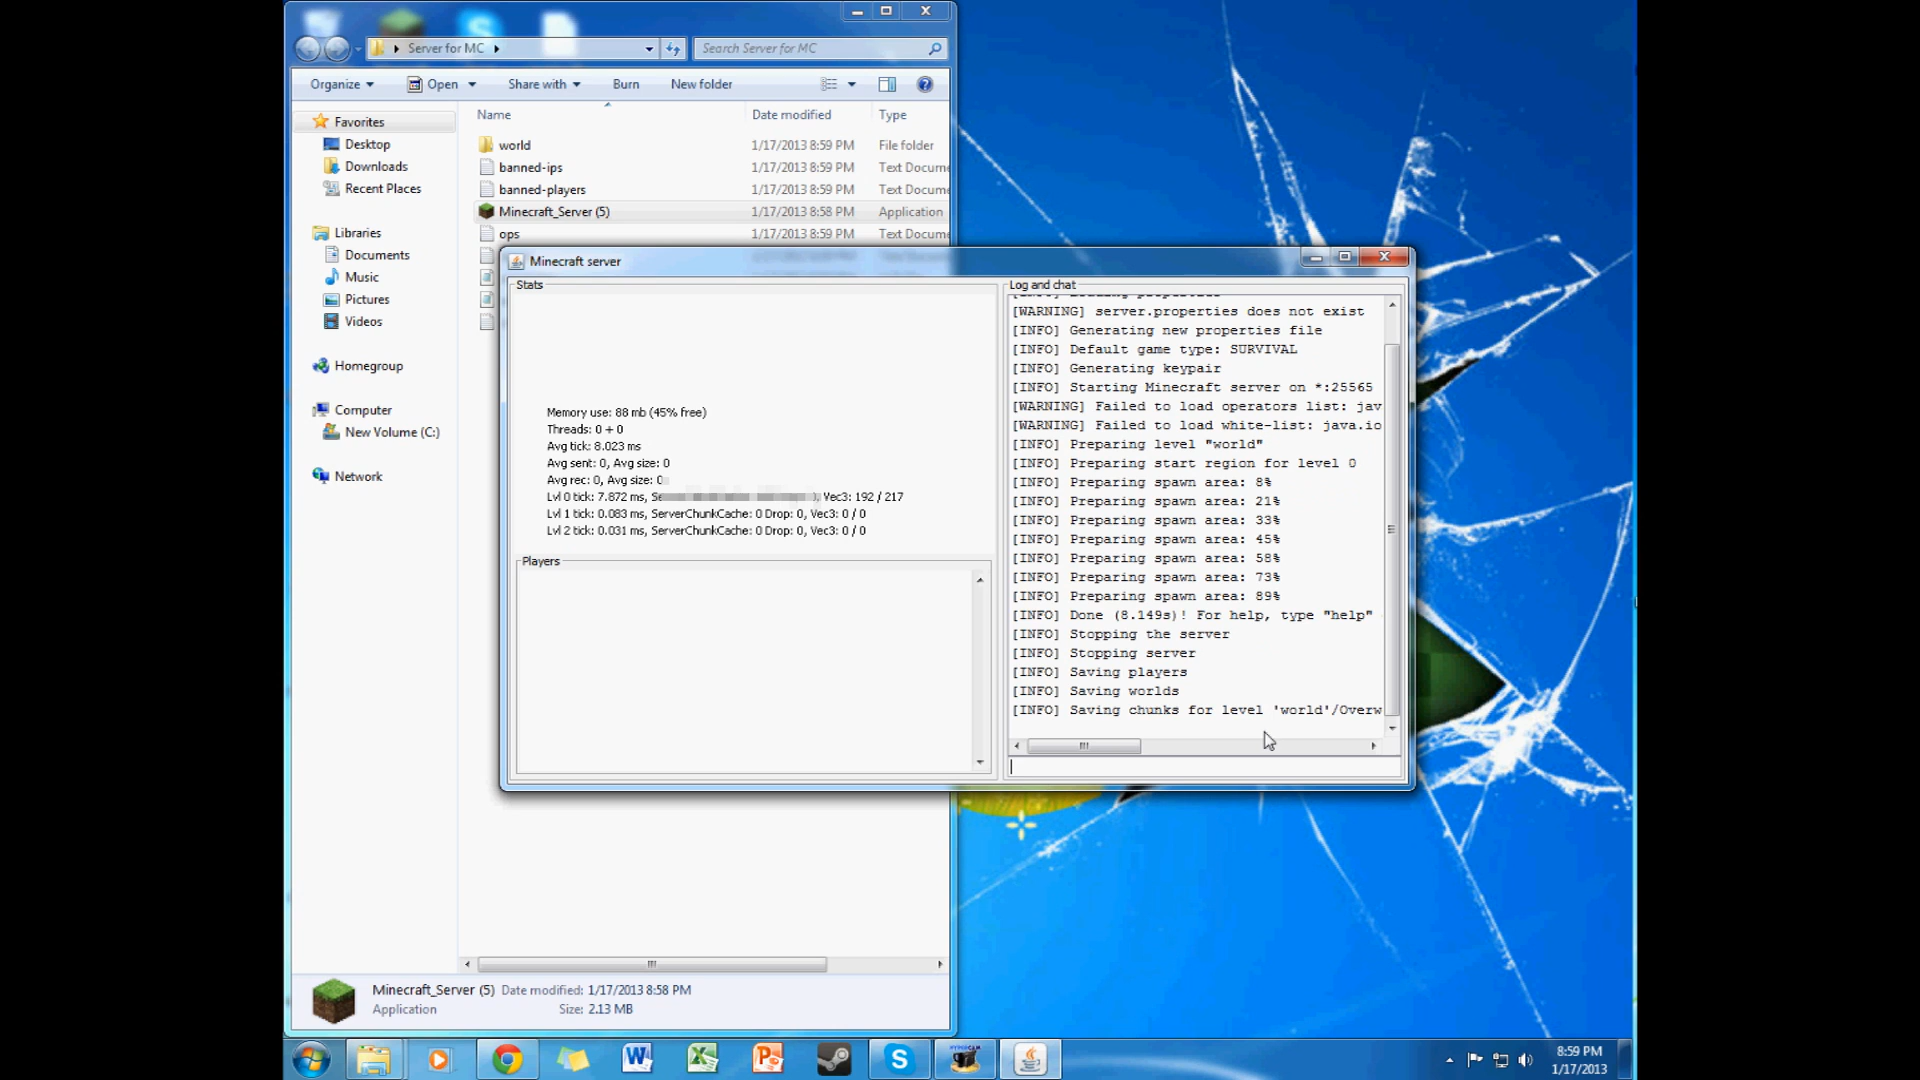 Server for MC
Search Server for MC
Organize
Open
Share with
Burn
New folder
Name
Date modified
Type
Favorites
Desktop
Downloads
Recent Places
Libraries
Documents
Music
Pictures
Videos
Homegroup
Computer
New Volume (C:)
Network
world 1/17/2013 8:59 PM File folder
banned-ips 1/17/2013 8:59 PM Text Docume
banned-players 1/17/2013 8:59 PM Text Docume
Minecraft_Server (5) 1/17/2013 8:58 PM Application
ops 1/17/2013 8:59 PM Text Docume
Minecraft server
Stats
Memory use: 88 mb (45% free)
Threads: 0 + 0
Avg tick: 8.023 ms
Avg sent: 0, Avg size: 0
Avg rec: 0, Avg size: 0
Lvl 0 tick: 7.872 ms, Se Vec3: 192 / 217
Lvl 1 tick: 0.083 ms, ServerChunkCache: 0 Drop: 0, Vec3: 0 / 0
Lvl 2 tick: 0.031 ms, ServerChunkCache: 0 Drop: 0, Vec3: 0 / 0
Players
Log and chat
[WARNING] server.properties does not exist
[INFO] Generating new properties file
[INFO] Default game type: SURVIVAL
[INFO] Generating keypair
[INFO] Starting Minecraft server on *:25565
[WARNING] Failed to load operators list: jav
[WARNING] Failed to load white-list: java.io
[INFO] Preparing level "world"
[INFO] Preparing start region for level 0
[INFO] Preparing spawn area: 8%
[INFO] Preparing spawn area: 21%
[INFO] Preparing spawn area: 33%
[INFO] Preparing spawn area: 45%
[INFO] Preparing spawn area: 58%
[INFO] Preparing spawn area: 73%
[INFO] Preparing spawn area: 89%
[INFO] Done (8.149s)! For help, type "help"
[INFO] Stopping the server
[INFO] Stopping server
[INFO] Saving players
[INFO] Saving worlds
[INFO] Saving chunks for level 'world'/Overw
Minecraft_Server (5) Date modified: 1/17/2013 8:58 PM
Application Size: 2.13 MB
8:59 PM
1/17/2013